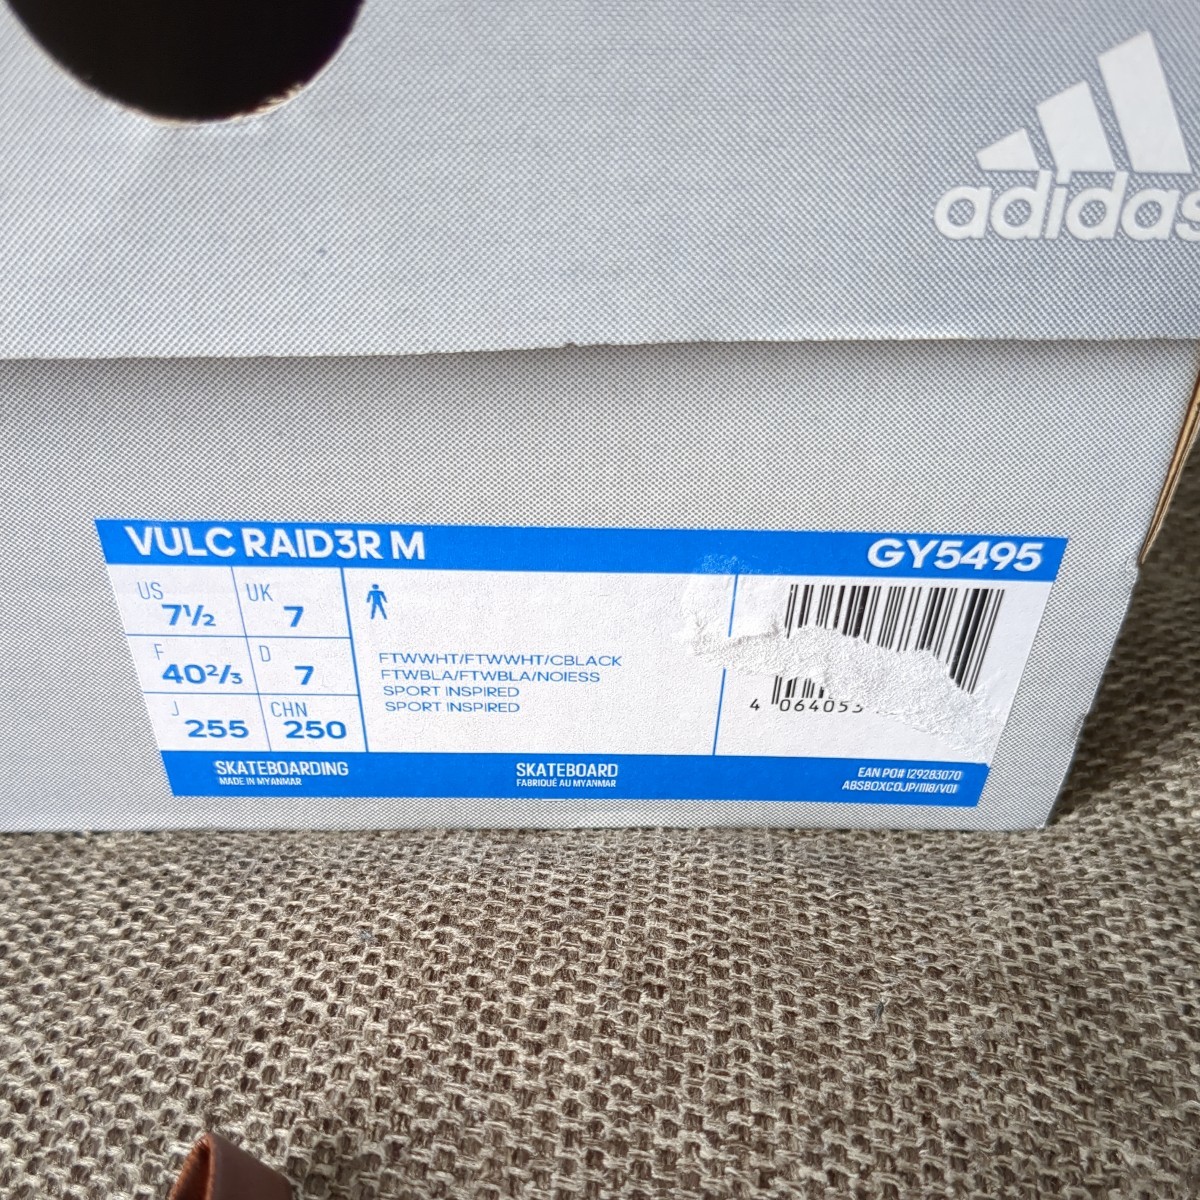 adidas
VULC RAID3R M GY5495
US 7½ UK 7
F 40²/₃ D 7
J 255 CHN 250
FTWWHT/FTWWHT/CBLACK
FTWBLA/FTWBLA/NOIESS
SPORT INSPIRED
SPORT INSPIRED
4 064053
SKATEBOARDING
MADE IN MYANMAR
SKATEBOARD
FABRIQUÉ AU MYANMAR
EAN PO# 129283070
ABSBOXCOJP/1118/V01